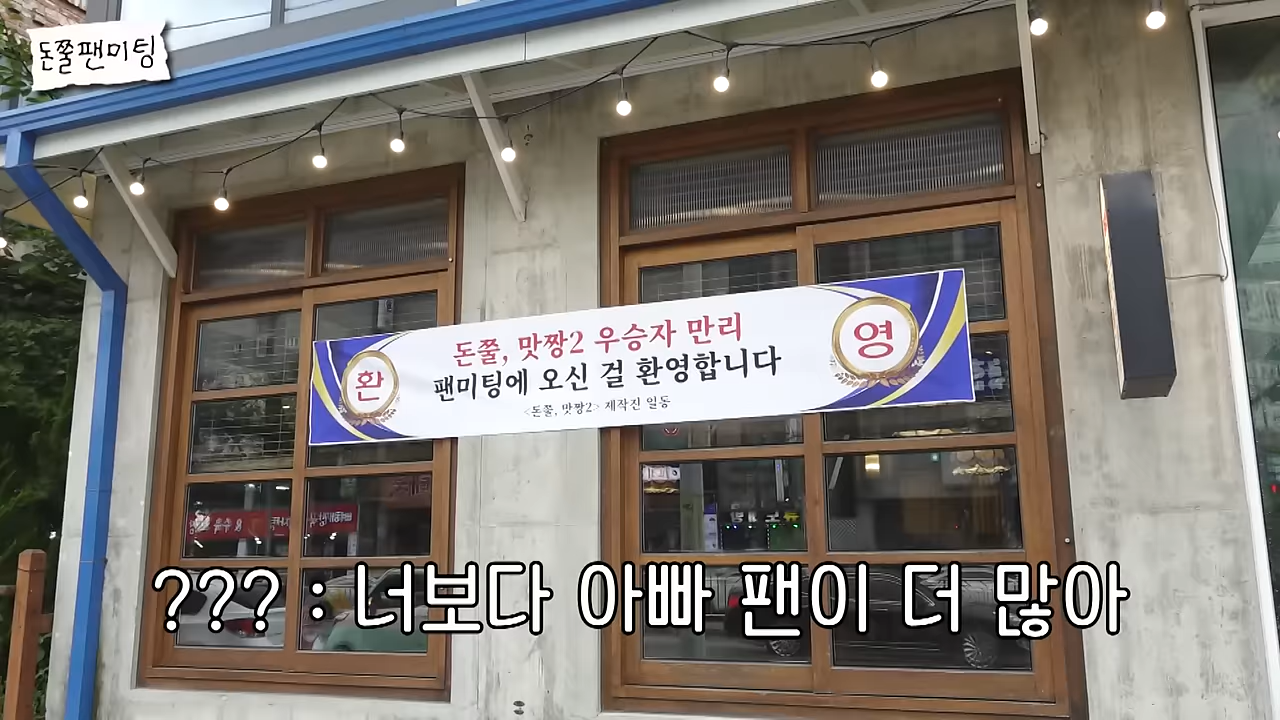 돈쭐팬미팅
환
돈쭐, 맛짱2 우승자 만리
팬미팅에 오신 걸 환영합니다
<돈쭐, 맛짱2> 제작진 일동
영
??? : 너보다 아빠 팬이 더 많아